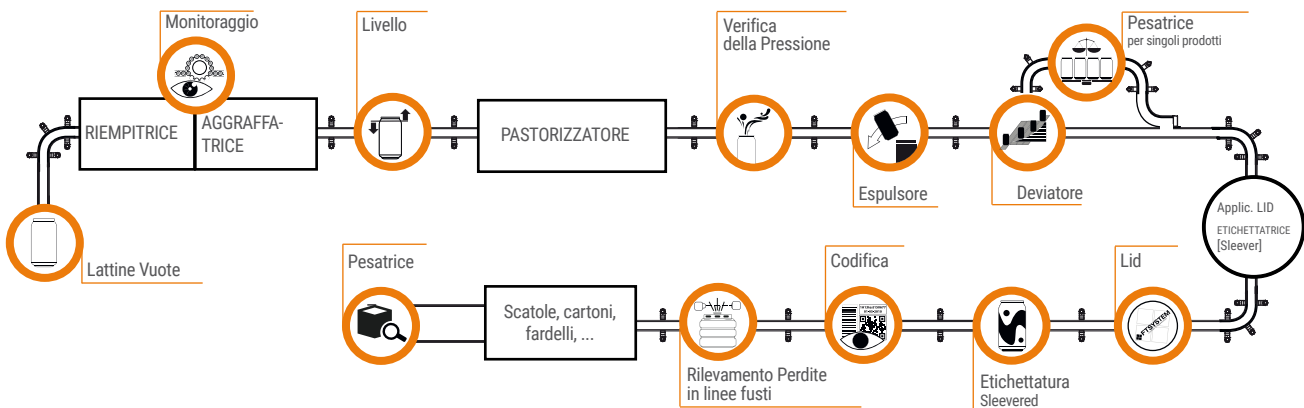 Monitoraggio
Livello
Verifica
della Pressione
Pesatrice
per singoli prodotti
RIEMPITRICE
AGGRAFFA-
TRICE
PASTORIZZATORE
Espulsore
Deviatore
Lattine Vuote
Applic. LID
ETICHETTATRICE
[Sleever]
Pesatrice
Codifica
Lid
Scatole, cartoni,
fardelli, ...
FTSYSTEM
Rilevamento Perdite
in linee fusti
Etichettatura
Sleevered